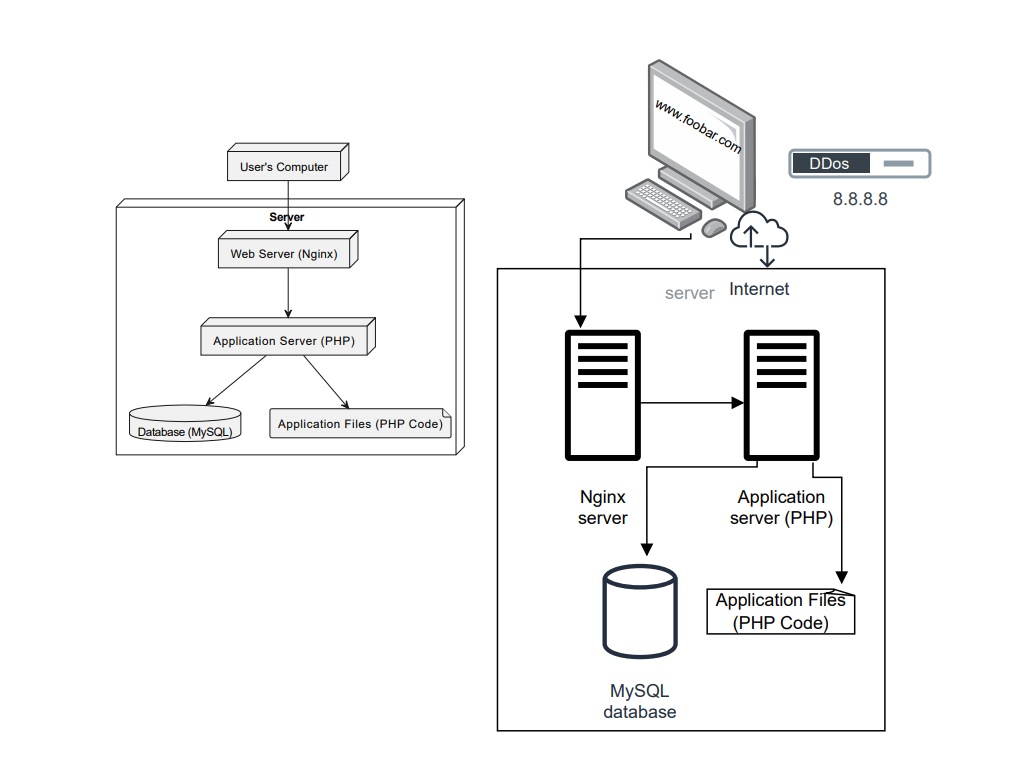 User's Computer
Server
Web Server (Nginx)
Application Server (PHP)
Database (MySQL)
Application Files (PHP Code)
www.foobar.com
DDos
8.8.8.8
server
Internet
Nginx
server
Application
server (PHP)
Application Files
(PHP Code)
MySQL
database